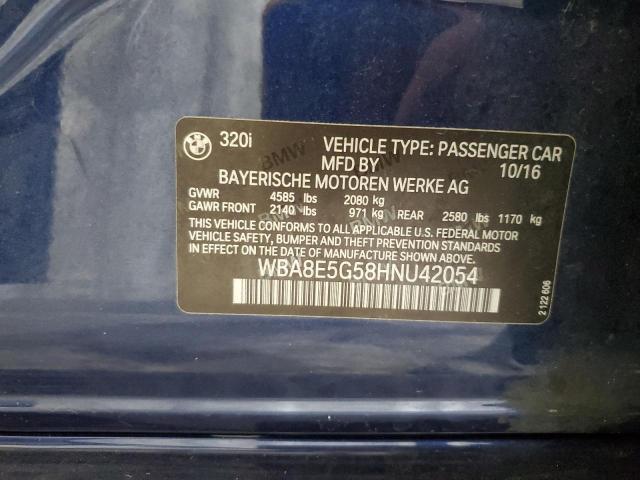 BMW 320i VEHICLE TYPE: PASSENGER CAR
MFD BY 10/16
BAYERISCHE MOTOREN WERKE AG
GVWR 4585 lbs 2080 kg
GAWR FRONT 2140 lbs 971 kg REAR 2580 lbs 1170 kg
THIS VEHICLE CONFORMS TO ALL APPLICABLE U.S. FEDERAL MOTOR
VEHICLE SAFETY, BUMPER AND THEFT PREVENTION STANDARDS
IN EFFECT ON THE DATE OF MANUFACTURE SHOWN ABOVE.
WBA8E5G58HNU42054
2 122 606